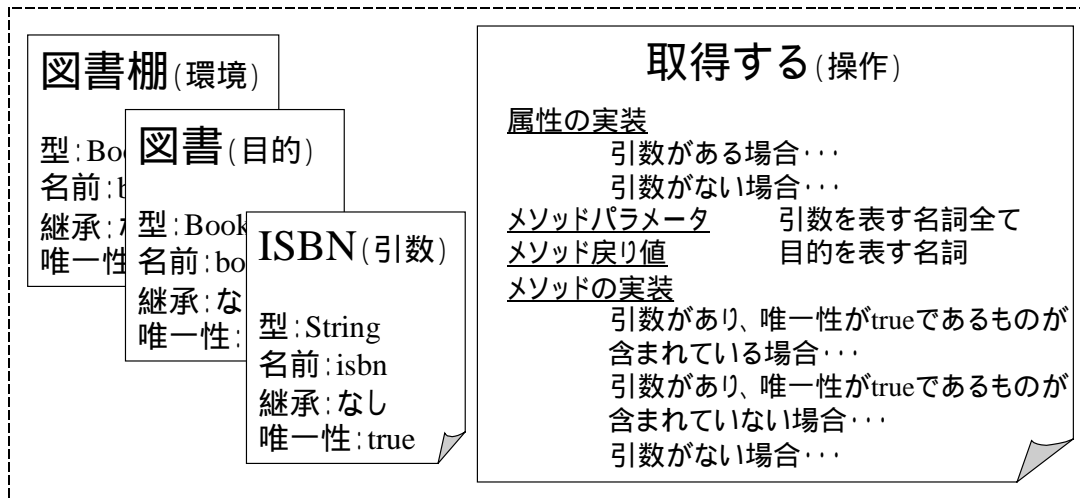 図書棚(環境)
型:Boo
名前:b
継承:な
唯一性
図書(目的)
型:Book
名前:bo
継承:な
唯一性:
ISBN(引数)
型:String
名前:isbn
継承:なし
唯一性:true
取得する(操作)
属性の実装
引数がある場合・・・
引数がない場合・・・
メソッドパラメータ 引数を表す名詞全て
メソッド戻り値 目的を表す名詞
メソッドの実装
引数があり、唯一性がtrueであるものが
含まれている場合・・・
引数があり、唯一性がtrueであるものが
含まれていない場合・・・
引数がない場合・・・